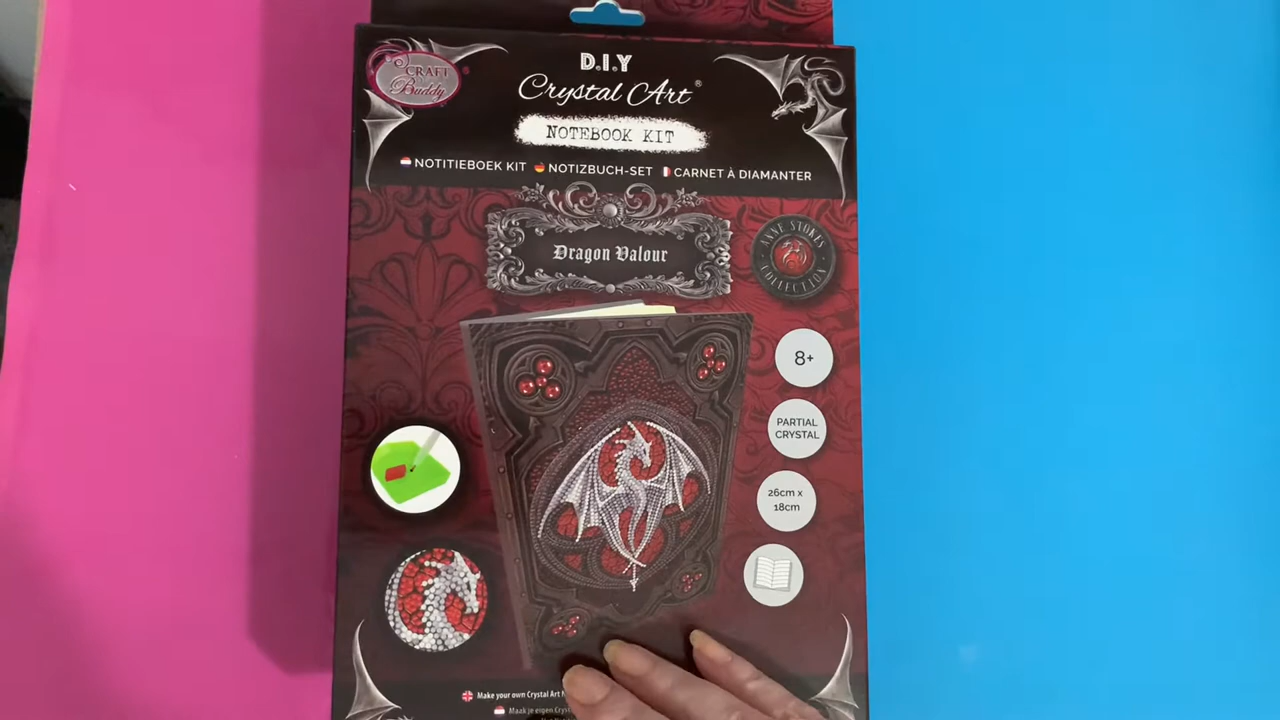 CRAFT
Buddy
D.I.Y
Crystal Art®
NOTEBOOK KIT
NOTITIEBOEK KIT NOTIZBUCH-SET CARNET À DIAMANTER
Dragon Valour
ANNE STOKES
COLLECTION
8+
PARTIAL
CRYSTAL
26cm x
18cm
Make your own Crystal Art
Maak je eigen